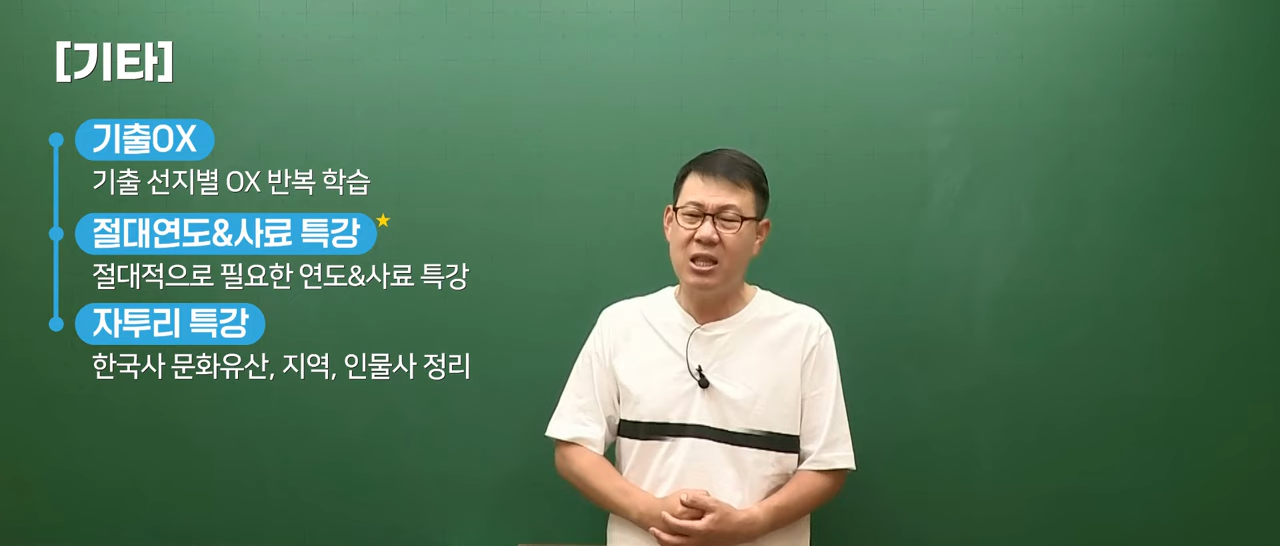 [기타]
기출OX
기출 선지별 OX 반복 학습
절대연도&사료 특강
절대적으로 필요한 연도&사료 특강
자투리 특강
한국사 문화유산, 지역, 인물사 정리